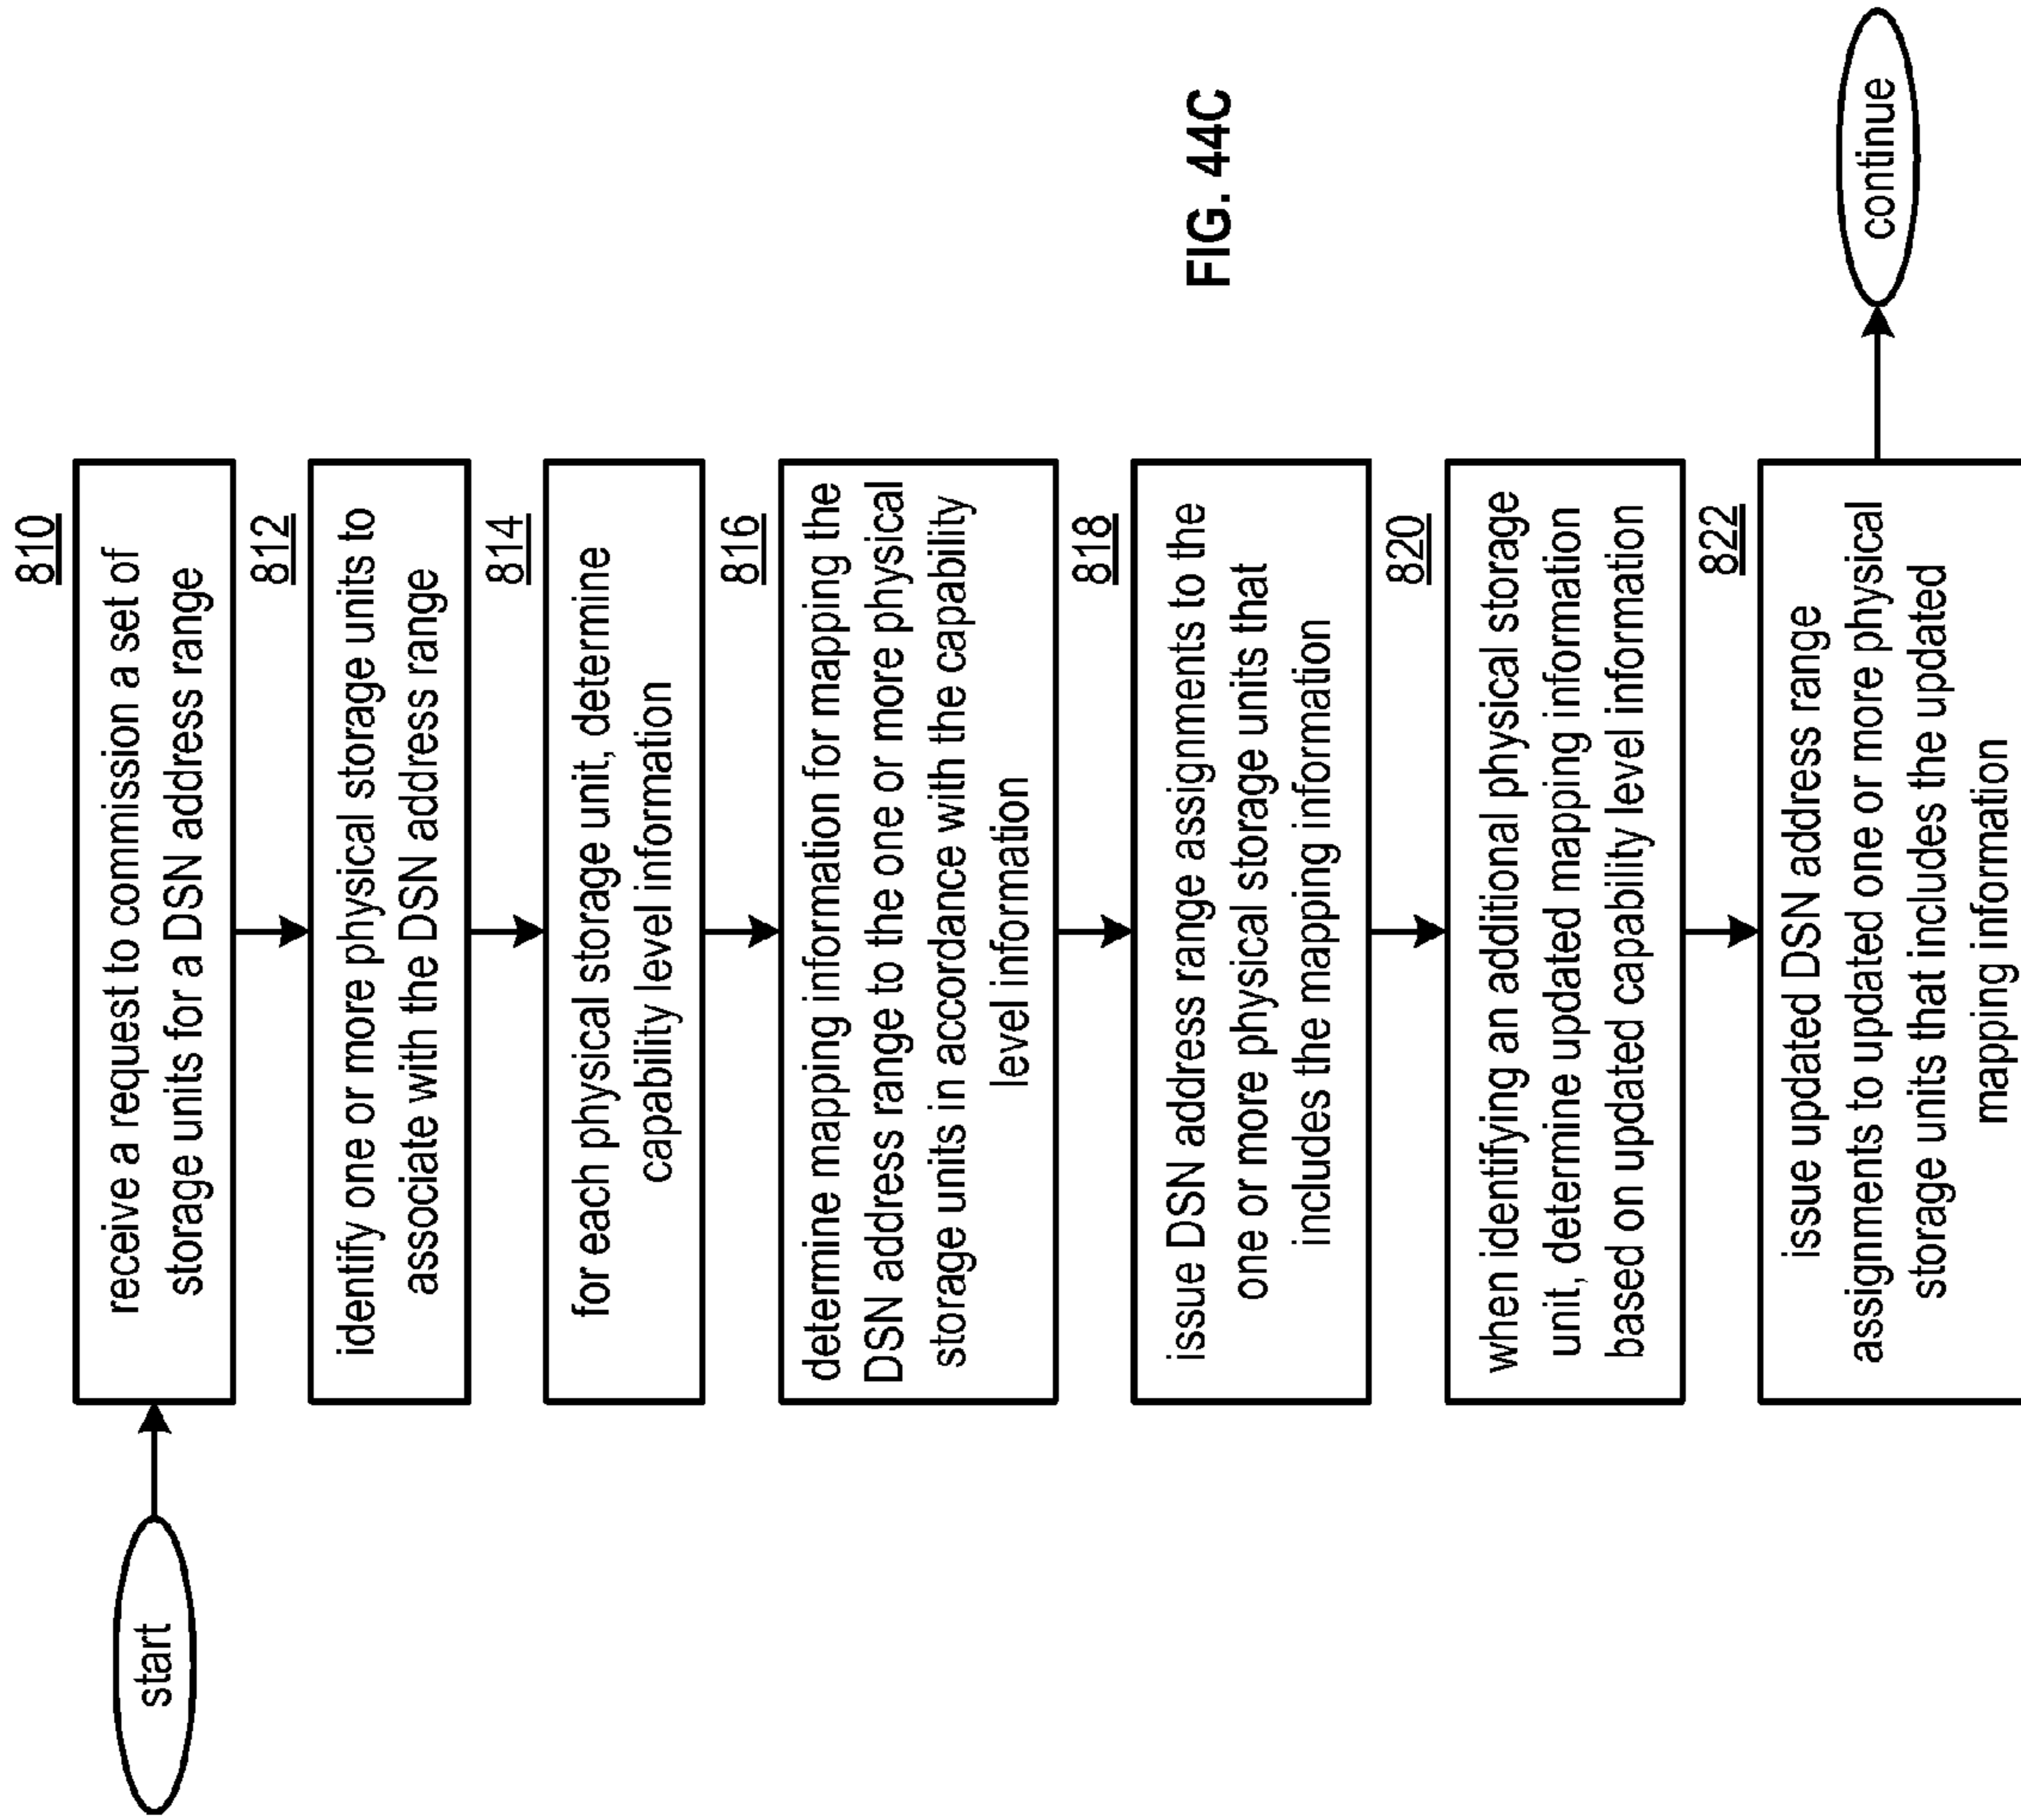 start
810
receive a request to commission a set of
storage units for a DSN address range
812
identify one or more physical storage units to
associate with the DSN address range
814
for each physical storage unit, determine
capability level information
816
determine mapping information for mapping the
DSN address range to the one or more physical
storage units in accordance with the capability
level information
818
issue DSN address range assignments to the
one or more physical storage units that
includes the mapping information
820
when identifying an additional physical storage
unit, determine updated mapping information
based on updated capability level information
822
issue updated DSN address range
assignments to updated one or more physical
storage units that includes the updated
mapping information
continue
FIG. 44C